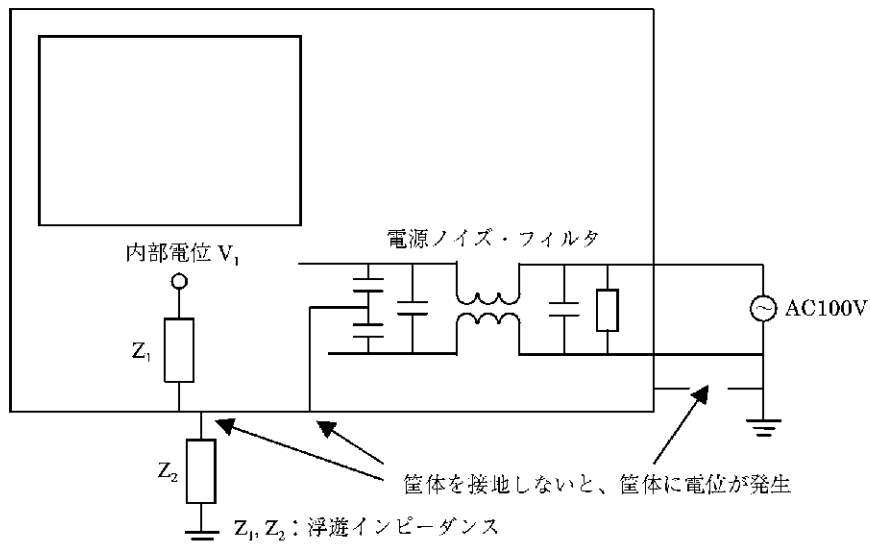 内部電位 V₁
電源ノイズ・フィルタ
AC100V
Z₁
Z₂
筐体を接地しないと、筐体に電位が発生
Z₁, Z₂：浮遊インピーダンス